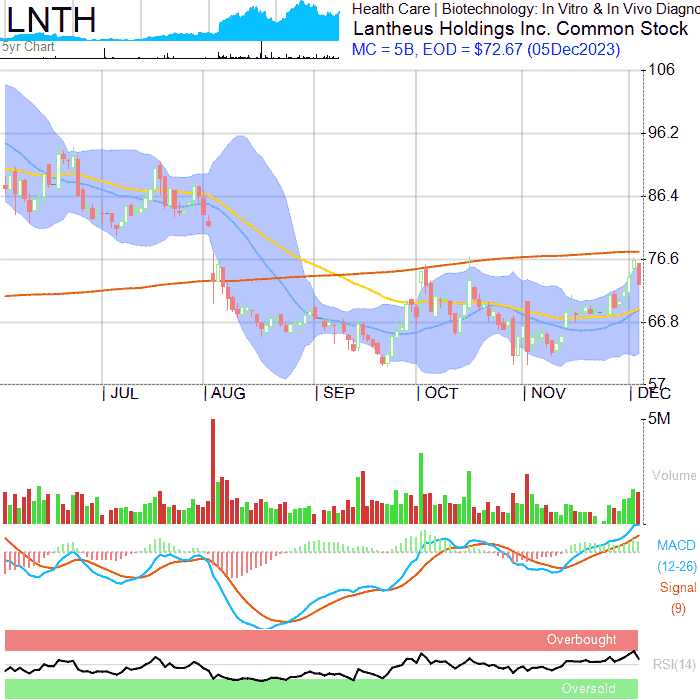 LNTH
5yr Chart
Health Care | Biotechnology: In Vitro & In Vivo Diagno
Lantheus Holdings Inc. Common Stock
MC = 5B, EOD = $72.67 (05Dec2023)
106
96.2
86.4
76.6
66.8
57
| JUL | AUG | SEP | OCT | NOV | DEC
5M
Volume
MACD
(12-26)
Signal
(9)
Overbought
RSI(14)
Oversold